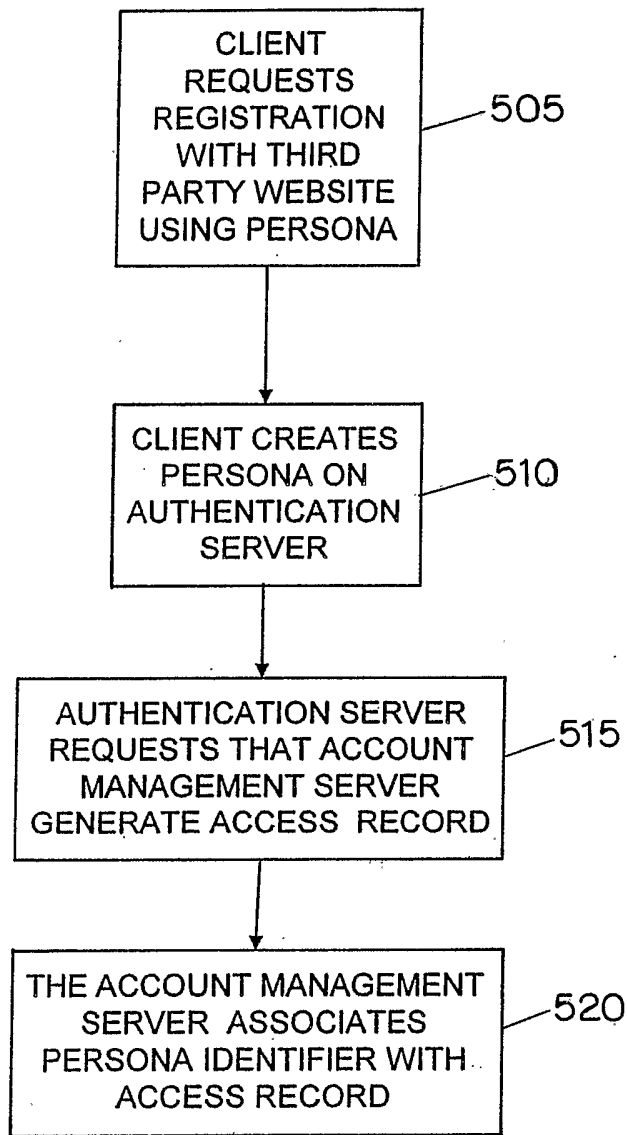 CLIENT
REQUESTS
REGISTRATION
WITH THIRD
PARTY WEBSITE
USING PERSONA
505
CLIENT CREATES
PERSONA ON
AUTHENTICATION
SERVER
510
AUTHENTICATION SERVER
REQUESTS THAT ACCOUNT
MANAGEMENT SERVER
GENERATE ACCESS RECORD
515
THE ACCOUNT MANAGEMENT
SERVER ASSOCIATES
PERSONA IDENTIFIER WITH
ACCESS RECORD
520